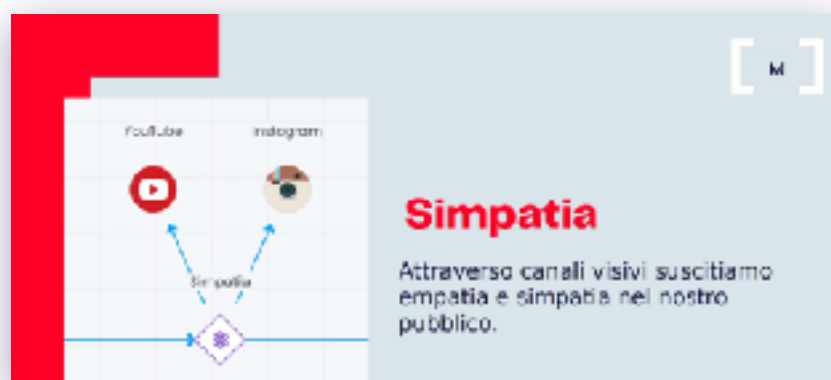 YouTube
Instagram
Simpatia
M
Simpatia
Attraverso canali visivi suscitiamo
empatia e simpatia nel nostro
pubblico.